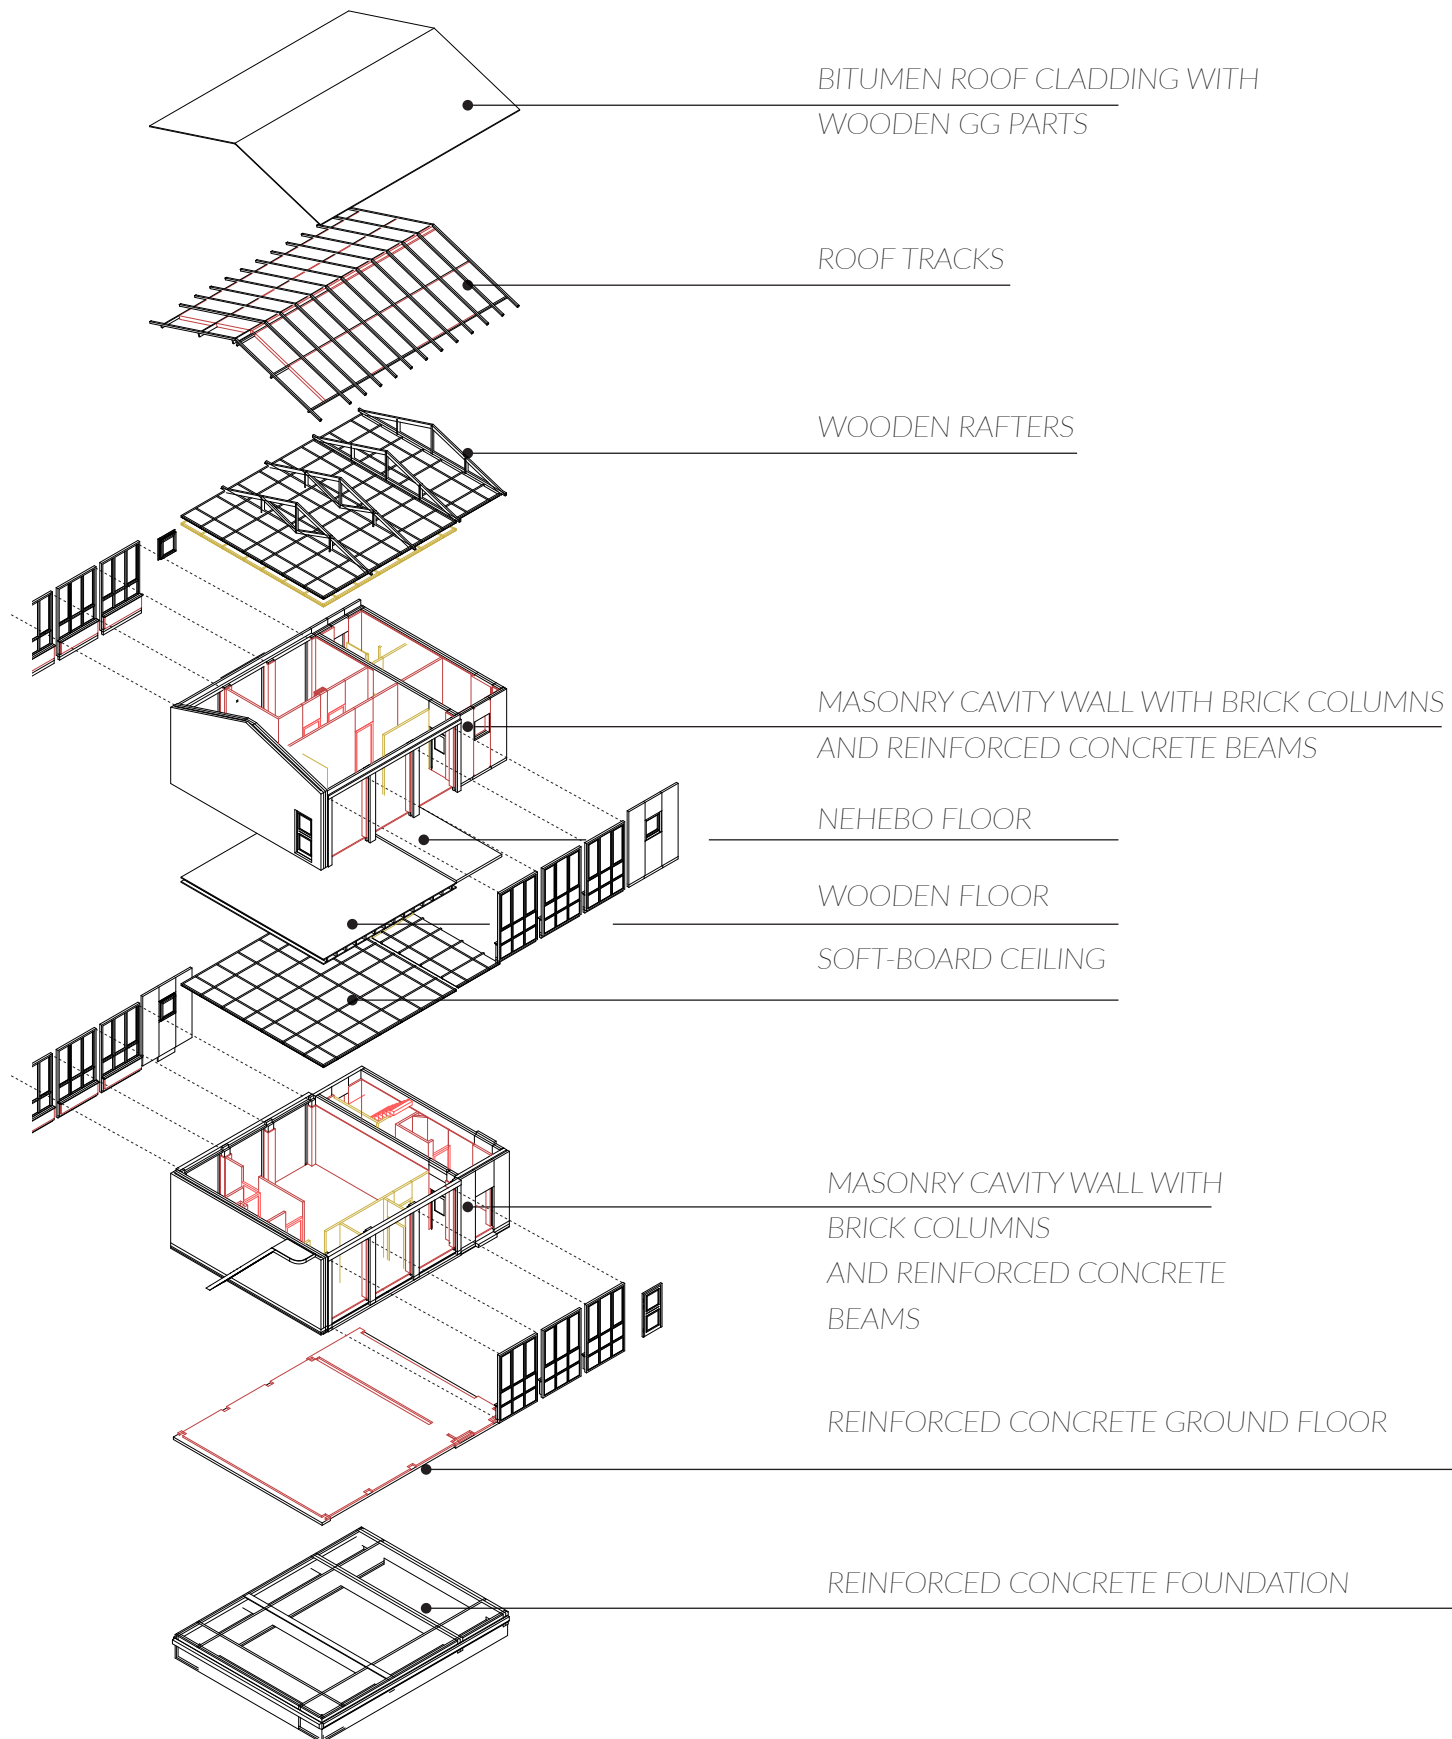 BITUMEN ROOF CLADDING WITH
WOODEN GG PARTS
ROOF TRACKS
WOODEN RAFTERS
MASONRY CAVITY WALL WITH BRICK COLUMNS
AND REINFORCED CONCRETE BEAMS
NEHEBO FLOOR
WOODEN FLOOR
SOFT-BOARD CEILING
MASONRY CAVITY WALL WITH
BRICK COLUMNS
AND REINFORCED CONCRETE
BEAMS
REINFORCED CONCRETE GROUND FLOOR
REINFORCED CONCRETE FOUNDATION